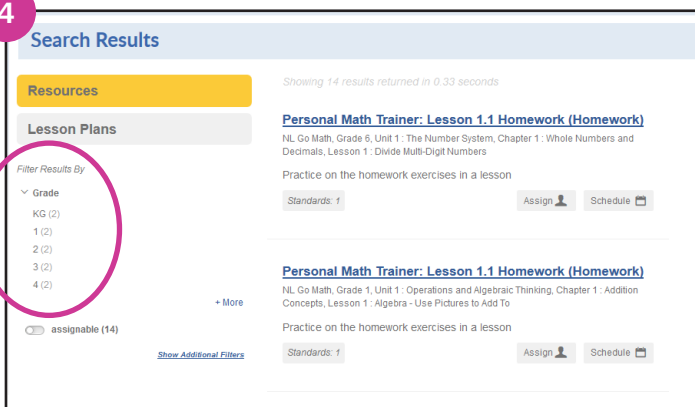 4
Search Results
Resources
Lesson Plans
Filter Results By
Grade
KG (2)
1 (2)
2 (2)
3 (2)
4 (2)
+ More
assignable (14)
Show Additional Filters
Showing 14 results returned in 0.33 seconds
Personal Math Trainer: Lesson 1.1 Homework (Homework)
NL Go Math, Grade 6, Unit 1 : The Number System, Chapter 1 : Whole Numbers and
Decimals, Lesson 1 : Divide Multi-Digit Numbers
Practice on the homework exercises in a lesson
Standards: 1
Assign
Schedule
Personal Math Trainer: Lesson 1.1 Homework (Homework)
NL Go Math, Grade 1, Unit 1 : Operations and Algebraic Thinking, Chapter 1 : Addition
Concepts, Lesson 1 : Algebra - Use Pictures to Add To
Practice on the homework exercises in a lesson
Standards: 1
Assign
Schedule